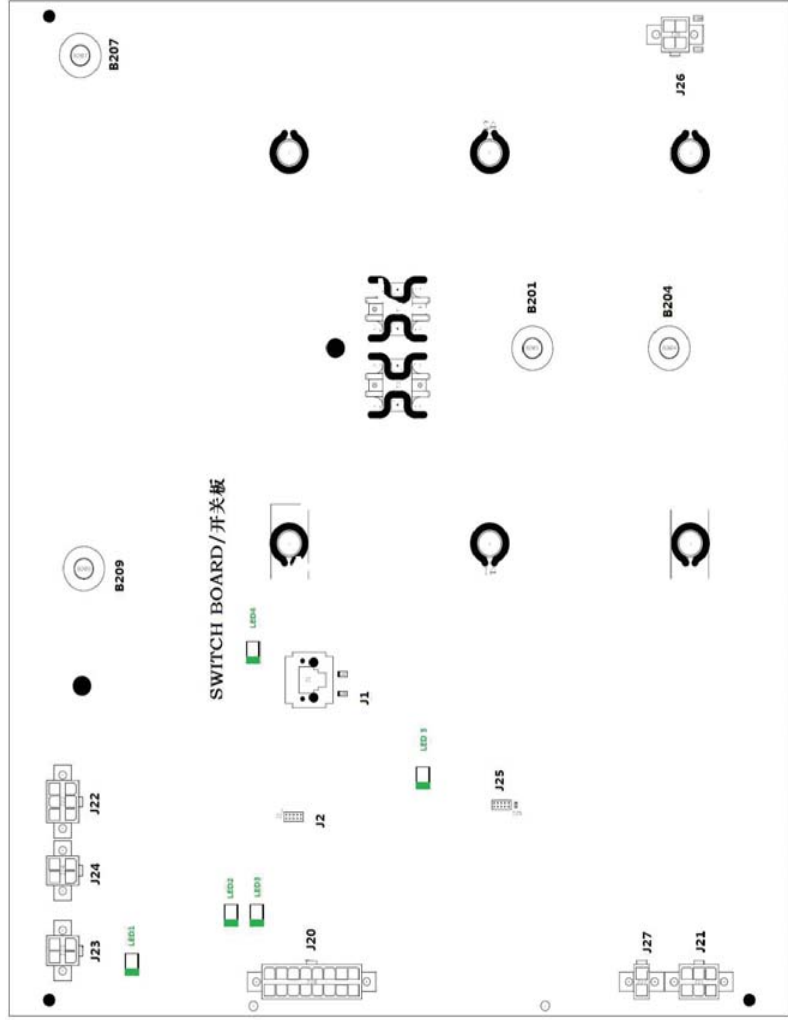 B207
J26
B201
B204
SWITCH BOARD/开关板
B209
LED4
J1
LED 5
J22
J25
J2
J24
LED2
LED3
J23
LED1
J20
J27
J21